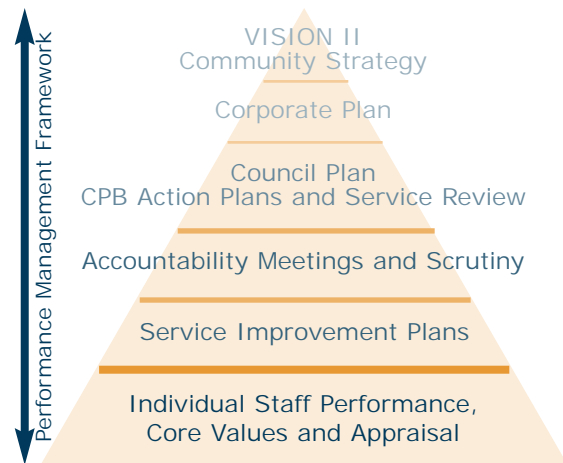 Performance Management Framework
VISION II
Community Strategy
Corporate Plan
Council Plan
CPB Action Plans and Service Review
Accountability Meetings and Scrutiny
Service Improvement Plans
Individual Staff Performance,
Core Values and Appraisal